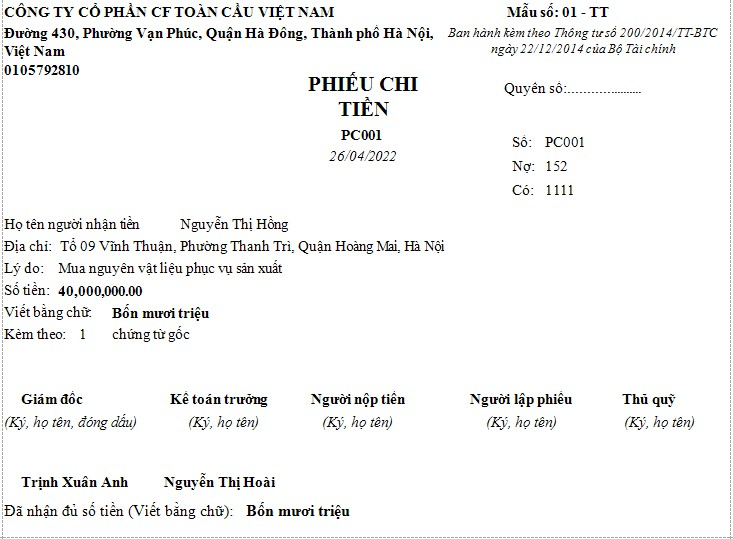 CÔNG TY CỔ PHẦN CF TOÀN CẦU VIỆT NAM
Mẫu số: 01 - TT
Đường 430, Phường Vạn Phúc, Quận Hà Đông, Thành phố Hà Nội,
Việt Nam
Ban hành kèm theo Thông tư số 200/2014/TT-BTC
ngày 22/12/2014 của Bộ Tài chính
0105792810
PHIẾU CHI
TIỀN
Quyển số:......................
PC001
26/04/2022
Số: PC001
Nợ: 152
Có: 1111
Họ tên người nhận tiền Nguyễn Thị Hồng
Địa chỉ: Tổ 09 Vĩnh Thuận, Phường Thanh Trì, Quận Hoàng Mai, Hà Nội
Lý do: Mua nguyên vật liệu phục vụ sản xuất
Số tiền: 40,000,000.00
Viết bằng chữ: Bốn mươi triệu
Kèm theo: 1 chứng từ gốc
Giám đốc Kế toán trưởng Người nộp tiền Người lập phiếu Thủ quỹ
(Ký, họ tên, đóng dấu) (Ký, họ tên) (Ký, họ tên) (Ký, họ tên) (Ký, họ tên)
Trịnh Xuân Anh Nguyễn Thị Hoài
Đã nhận đủ số tiền (Viết bằng chữ): Bốn mươi triệu